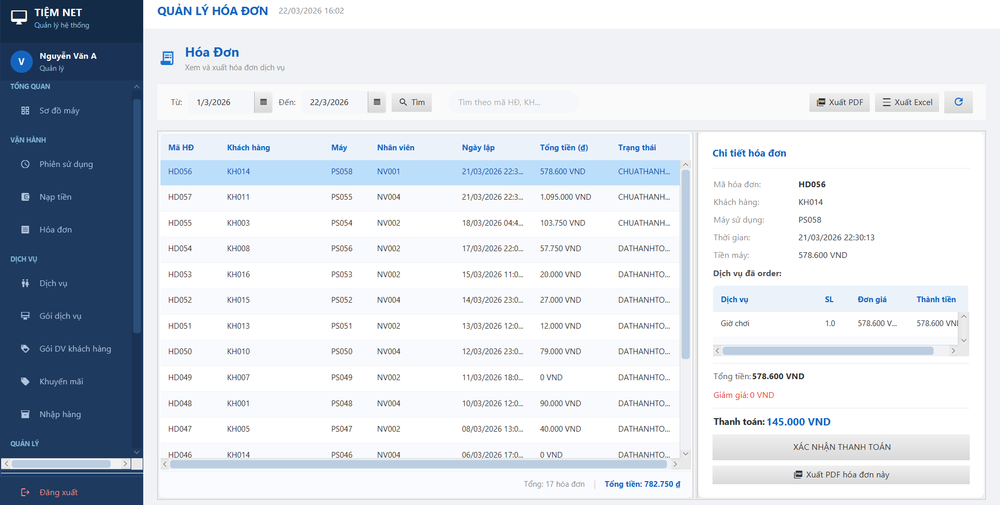 TIỆM NET
Quản lý hệ thống
V
Nguyễn Văn A
Quản lý
TỔNG QUAN
Sơ đồ máy
VẬN HÀNH
Phiên sử dụng
Nạp tiền
Hóa đơn
DỊCH VỤ
Dịch vụ
Gói dịch vụ
Gói DV khách hàng
Khuyến mãi
Nhập hàng
QUẢN LÝ
Đăng xuất
QUẢN LÝ HÓA ĐƠN 22/03/2026 16:02
Hóa Đơn
Xem và xuất hóa đơn dịch vụ
Từ: 1/3/2026 Đến: 22/3/2026 Tìm Tìm theo mã HĐ, KH... PDF Xuất PDF Xuất Excel
Mã HĐ Khách hàng Máy Nhân viên Ngày lập Tổng tiền (₫) Trạng thái
HD056 KH014 PS058 NV001 21/03/2026 22:3... 578.600 VND CHUATHANH...
HD057 KH011 PS055 NV004 21/03/2026 22:3... 1.095.000 VND CHUATHANH...
HD055 KH003 PS054 NV002 18/03/2026 04:4... 103.750 VND CHUATHANH...
HD054 KH008 PS056 NV002 17/03/2026 22:0... 57.750 VND DATHANHTO...
HD053 KH016 PS053 NV002 15/03/2026 11:0... 20.000 VND DATHANHTO...
HD052 KH015 PS052 NV004 14/03/2026 23:0... 27.000 VND DATHANHTO...
HD051 KH013 PS051 NV002 13/03/2026 12:0... 12.000 VND DATHANHTO...
HD050 KH010 PS050 NV004 12/03/2026 23:0... 79.000 VND DATHANHTO...
HD049 KH007 PS049 NV002 11/03/2026 18:0... 0 VND DATHANHTO...
HD048 KH001 PS048 NV004 10/03/2026 12:0... 90.000 VND DATHANHTO...
HD047 KH005 PS047 NV002 08/03/2026 13:0... 40.000 VND DATHANHTO...
HD046 KH014 PS046 NV004 06/03/2026 17:0... 0 VND DATHANHTO...
Tổng: 17 hóa đơn | Tổng tiền: 782.750 ₫
Chi tiết hóa đơn
Mã hóa đơn: HD056
Khách hàng: KH014
Máy sử dụng: PS058
Thời gian: 21/03/2026 22:30:13
Tiền máy: 578.600 VND
Dịch vụ đã order:
Dịch vụ SL Đơn giá Thành tiền
Giờ chơi 1.0 578.600 V... 578.600 VND
Tổng tiền: 578.600 VND
Giảm giá: 0 VND
Thanh toán: 145.000 VND
XÁC NHẬN THANH TOÁN
PDF Xuất PDF hóa đơn này